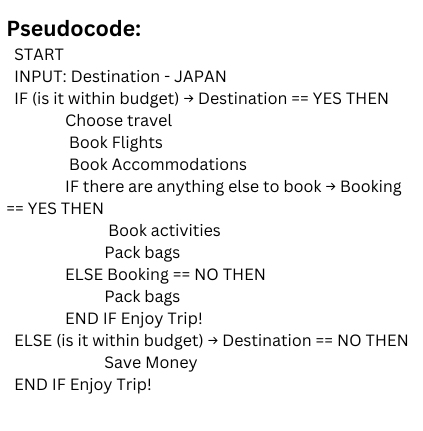 Pseudocode:
START
INPUT: Destination - JAPAN
IF (is it within budget) → Destination == YES THEN
Choose travel
Book Flights
Book Accommodations
IF there are anything else to book → Booking
== YES THEN
Book activities
Pack bags
ELSE Booking == NO THEN
Pack bags
END IF Enjoy Trip!
ELSE (is it within budget) → Destination == NO THEN
Save Money
END IF Enjoy Trip!